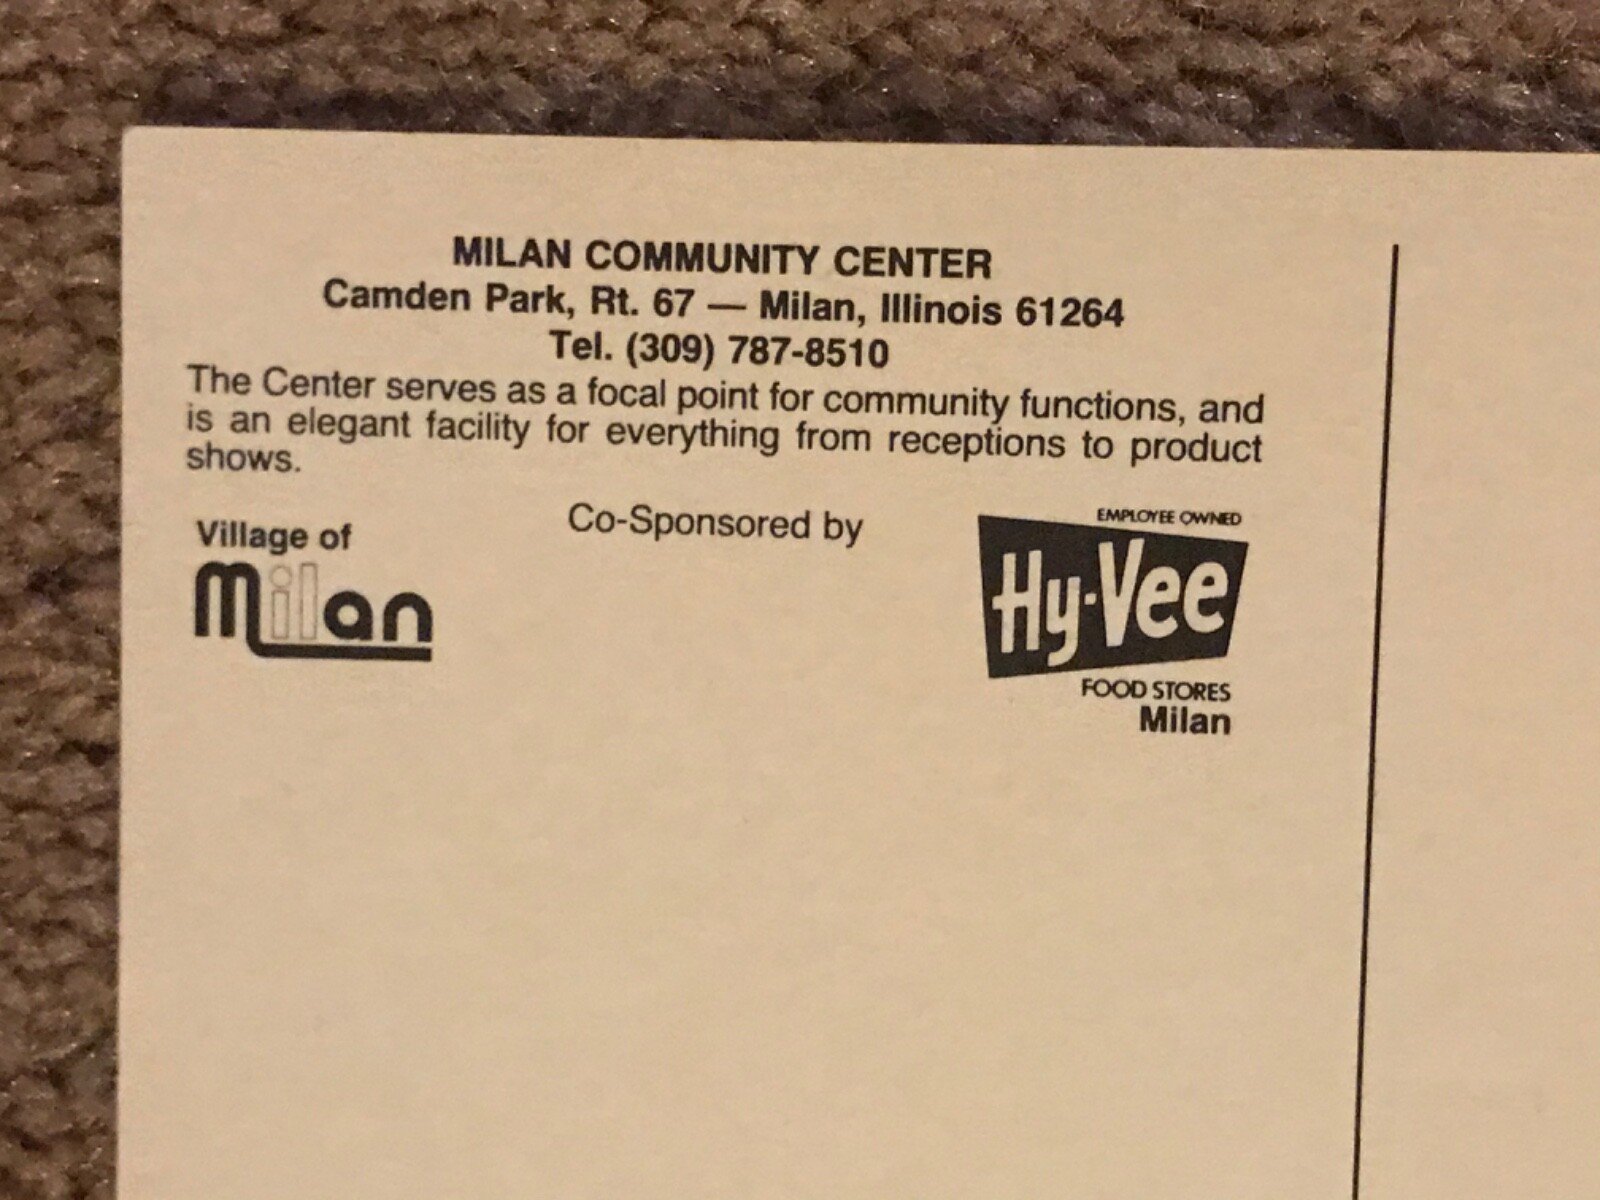 MILAN COMMUNITY CENTER
Camden Park, Rt. 67 — Milan, Illinois 61264
Tel. (309) 787-8510
The Center serves as a focal point for community functions, and
is an elegant facility for everything from receptions to product
shows.
Village of
Milan
Co-Sponsored by
EMPLOYEE OWNED
Hy-Vee
FOOD STORES
Milan